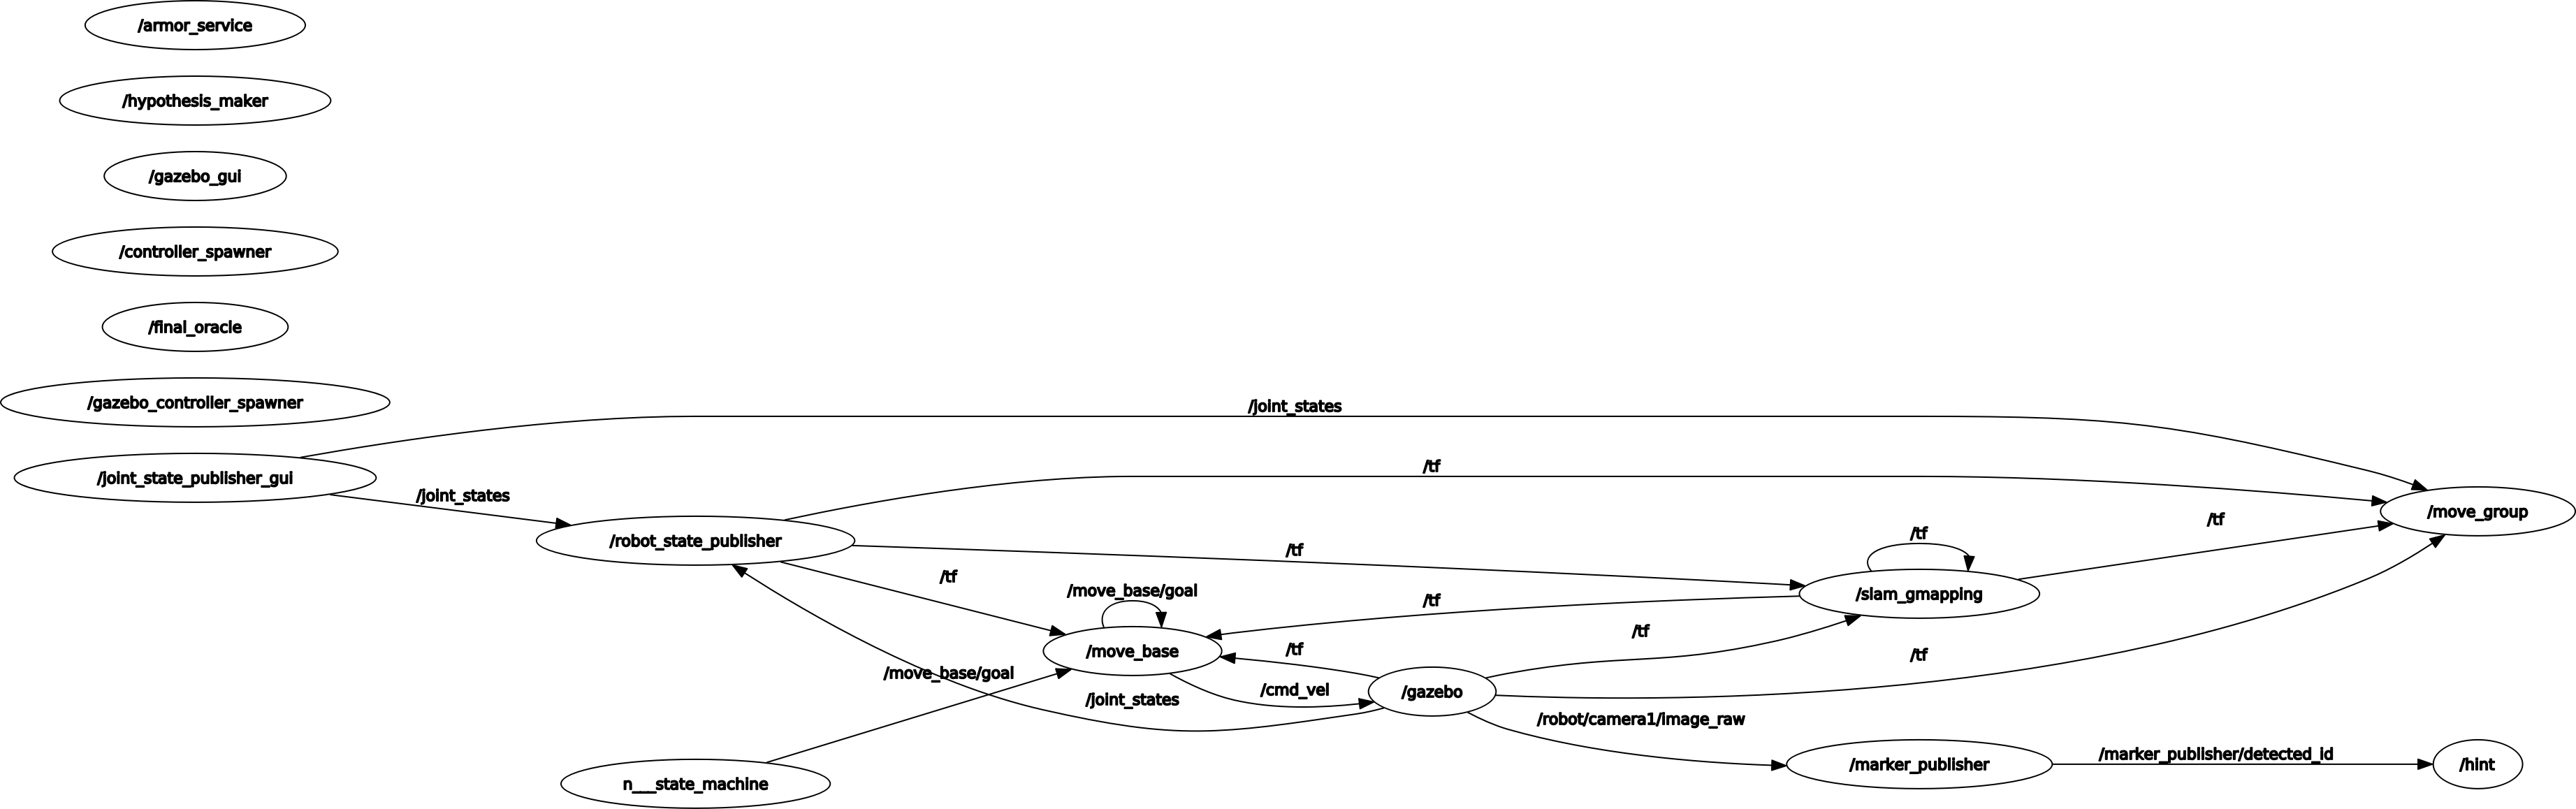 /armor_service
/hypothesis_maker
/gazebo_gui
/controller_spawner
/final_oracle
/gazebo_controller_spawner
/joint_states
/tf
/joint_state_publisher_gui
/joint_states
/move_group
/tf
/tf
/robot_state_publisher
/tf
/tf
/move_base/goal
/slam_gmapping
/tf
/tf
/move_base
/tf
/tf
/move_base/goal
/cmd_vel
/gazebo
/joint_states
/robot/camera1/image_raw
/marker_publisher/detected_id
/marker_publisher
/hint
n___state_machine